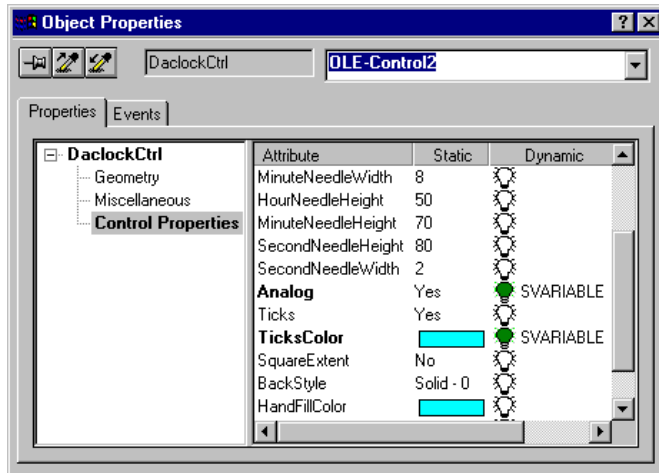 Object Properties
DaclockCtrl OLE-Control2
Properties Events
DaclockCtrl
Geometry
Miscellaneous
Control Properties
Attribute Static Dynamic
MinuteNeedleWidth 8
HourNeedleHeight 50
MinuteNeedleHeight 70
SecondNeedleHeight 80
SecondNeedleWidth 2
Analog Yes SVARIABLE
Ticks Yes
TicksColor SVARIABLE
SquareExtent No
BackStyle Solid - 0
HandFillColor